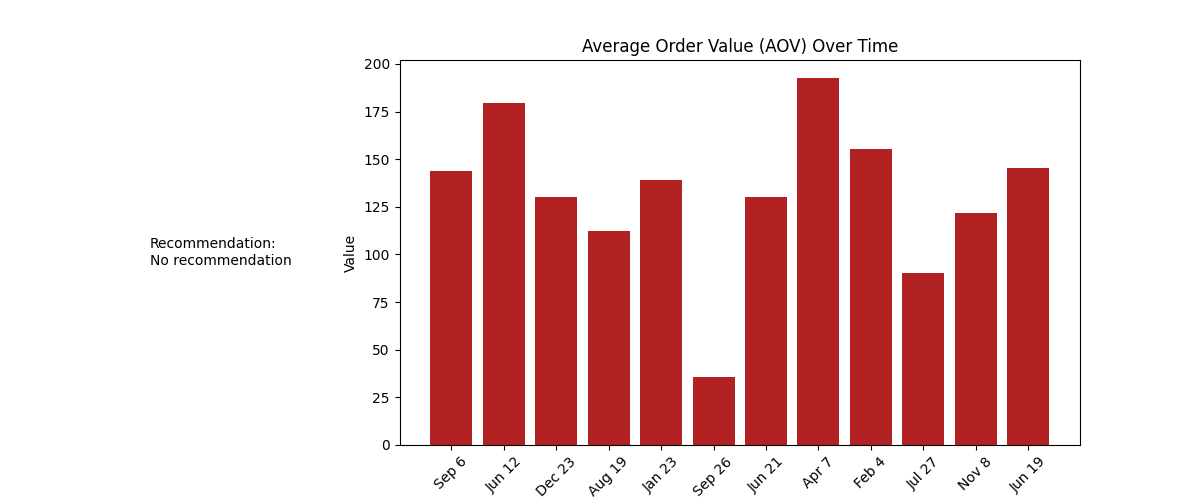 Average Order Value (AOV) Over Time
Recommendation:
No recommendation
Value
200
175
150
125
100
75
50
25
0
Sep 6
Jun 12
Dec 23
Aug 19
Jan 23
Sep 26
Jun 21
Apr 7
Feb 4
Jul 27
Nov 8
Jun 19